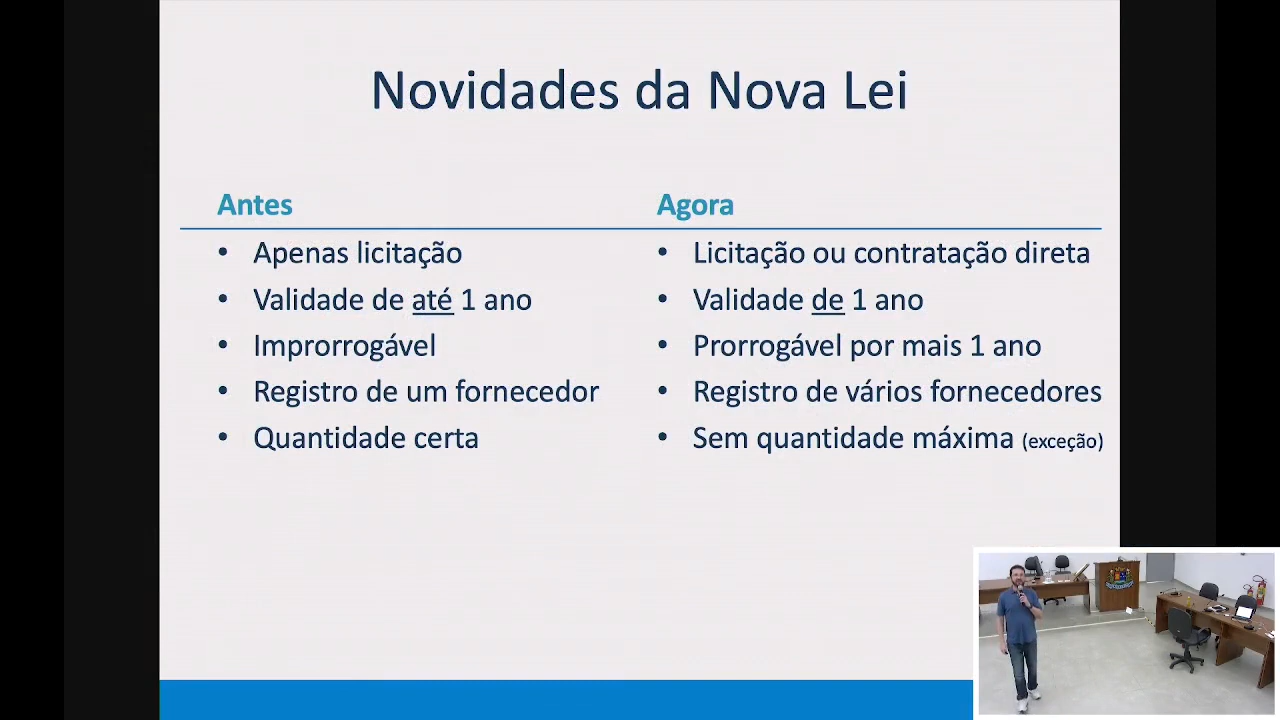 Novidades da Nova Lei
Antes
• Apenas licitação
• Validade de até 1 ano
• Improrrogável
• Registro de um fornecedor
• Quantidade certa
Agora
• Licitação ou contratação direta
• Validade de 1 ano
• Prorrogável por mais 1 ano
• Registro de vários fornecedores
• Sem quantidade máxima (exceção)